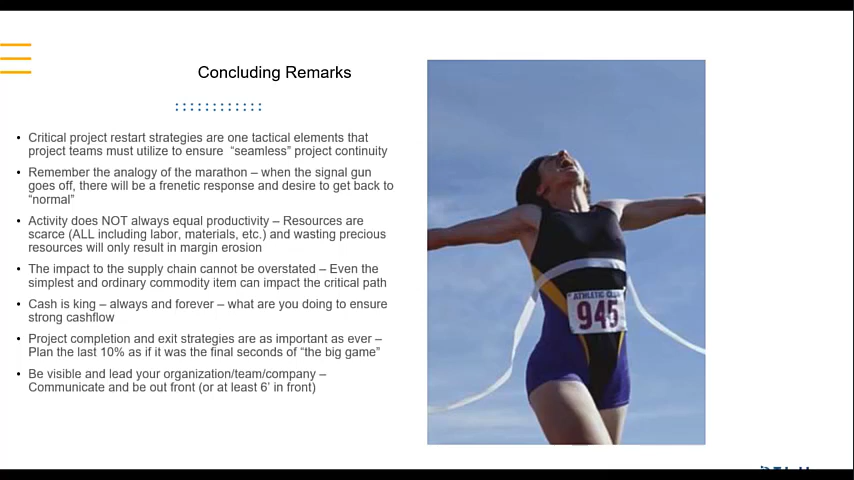 Concluding Remarks
• Critical project restart strategies are one tactical elements that
project teams must utilize to ensure “seamless” project continuity
• Remember the analogy of the marathon – when the signal gun
goes off, there will be a frenetic response and desire to get back to
“normal”
• Activity does NOT always equal productivity – Resources are
scarce (ALL including labor, materials, etc.) and wasting precious
resources will only result in margin erosion
• The impact to the supply chain cannot be overstated – Even the
simplest and ordinary commodity item can impact the critical path
• Cash is king – always and forever – what are you doing to ensure
strong cashflow
• Project completion and exit strategies are as important as ever –
Plan the last 10% as if it was the final seconds of “the big game”
• Be visible and lead your organization/team/company –
Communicate and be out front (or at least 6’ in front)
ATHLETIC
945